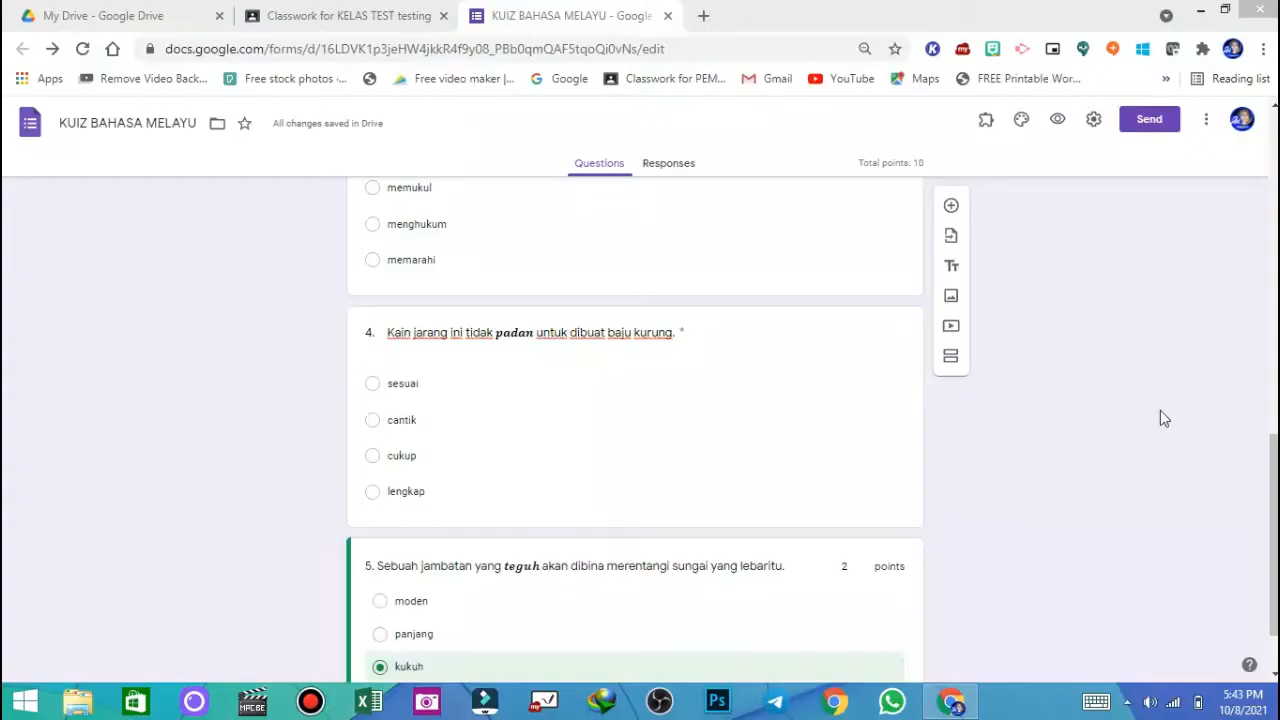 My Drive - Google Drive
Classwork for KELAS TEST testing
KUIZ BAHASA MELAYU - Google
docs.google.com/forms/d/16LDVK1p3jeHW4jkkR4f9y08_PBb0qmQAF5tqoQi0vNs/edit
Apps
Remove Video Back...
Free stock photos ·...
Free video maker |...
Google
Classwork for PEM...
Gmail
YouTube
Maps
FREE Printable Wor...
»
Reading list
KUIZ BAHASA MELAYU
All changes saved in Drive
Send
Questions
Responses
Total points: 10
memukul
menghukum
memarahi
4. Kain jarang ini tidak padan untuk dibuat baju kurung. *
sesuai
cantik
cukup
lengkap
5. Sebuah jambatan yang teguh akan dibina merentangi sungai yang lebaritu. 2 points
moden
panjang
kukuh
MPC BE
Ps
5:43 PM
10/8/2021